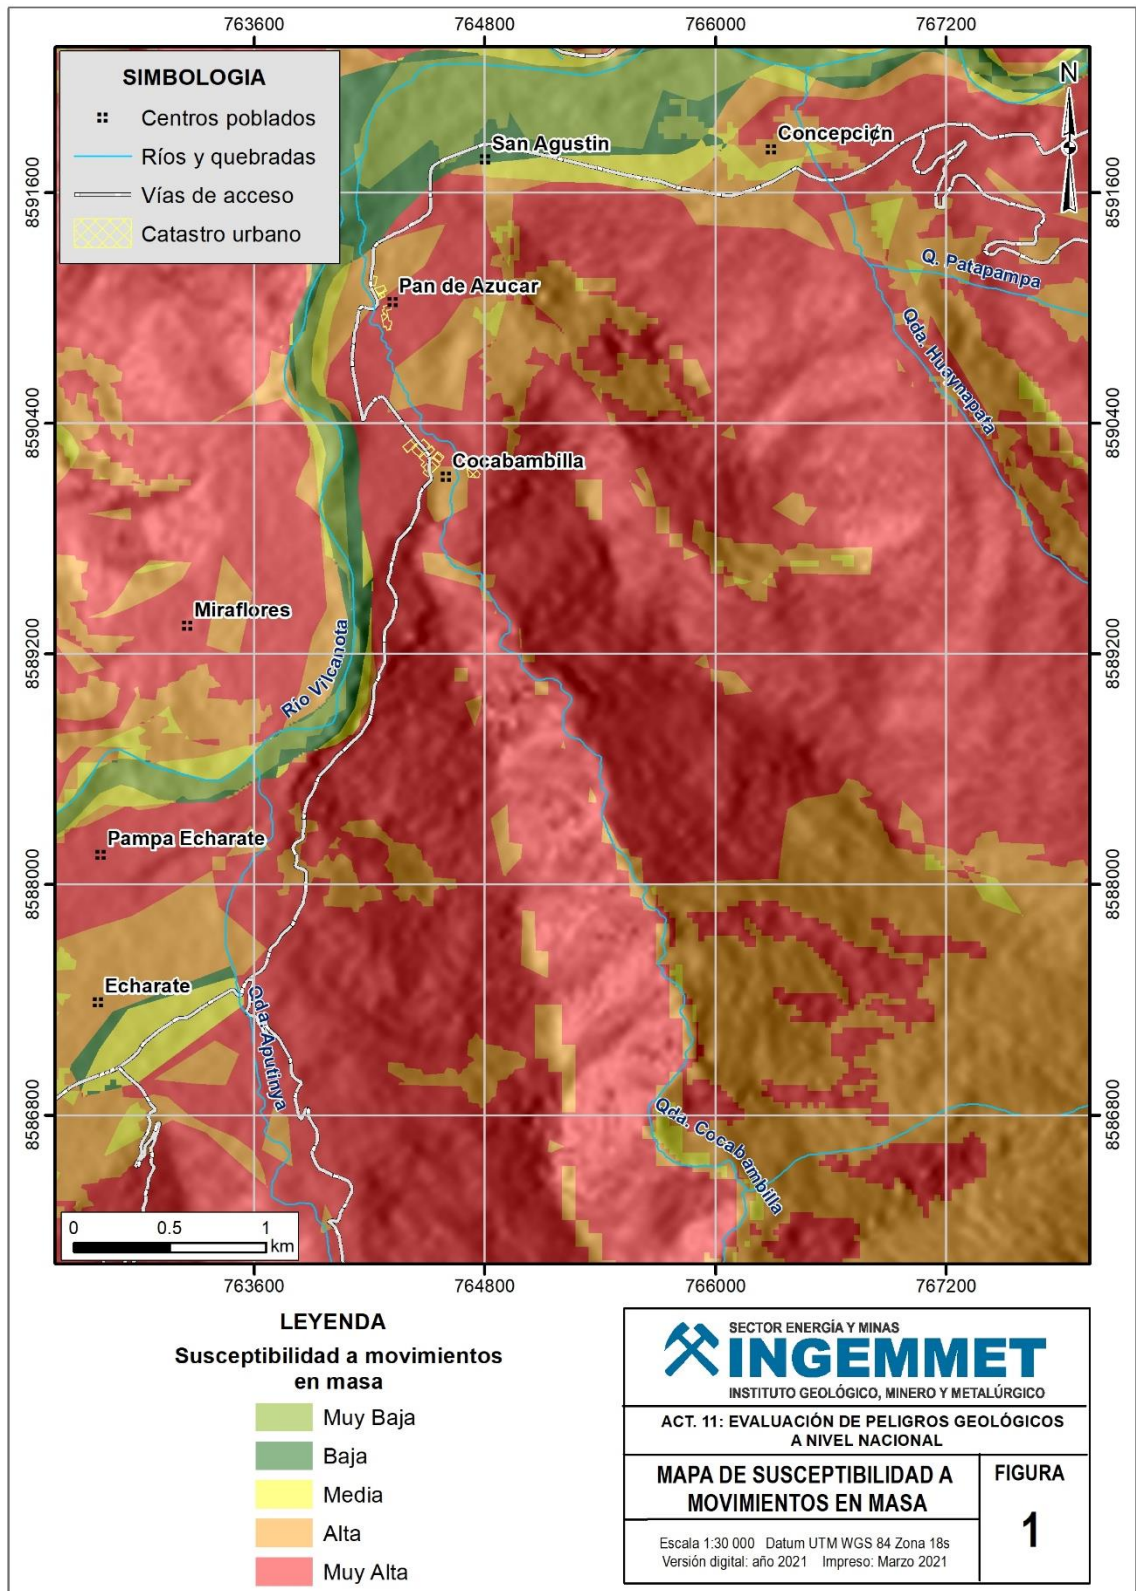 763600
764800
766000
767200
SIMBOLOGIA
Centros poblados
Ríos y quebradas
Vías de acceso
Catastro urbano
N
San Agustin
Concepción
8591600
8591600
Q. Patapampa
Pan de Azucar
Qda. Huaynapata
8590400
8590400
Cocabambilla
Miraflores
Río Vilcanota
8589200
8589200
Pampa Echarate
8588000
8588000
Echarate
Qda. Aputinya
8586800
8586800
Qda. Cocabambilla
0 0.5 1
km
763600
764800
766000
767200
LEYENDA
Susceptibilidad a movimientos
en masa
Muy Baja
Baja
Media
Alta
Muy Alta
SECTOR ENERGÍA Y MINAS
INGEMMET
INSTITUTO GEOLÓGICO, MINERO Y METALÚRGICO
ACT. 11: EVALUACIÓN DE PELIGROS GEOLÓGICOS
A NIVEL NACIONAL
MAPA DE SUSCEPTIBILIDAD A
MOVIMIENTOS EN MASA
FIGURA
1
Escala 1:30 000 Datum UTM WGS 84 Zona 18s
Versión digital: año 2021 Impreso: Marzo 2021